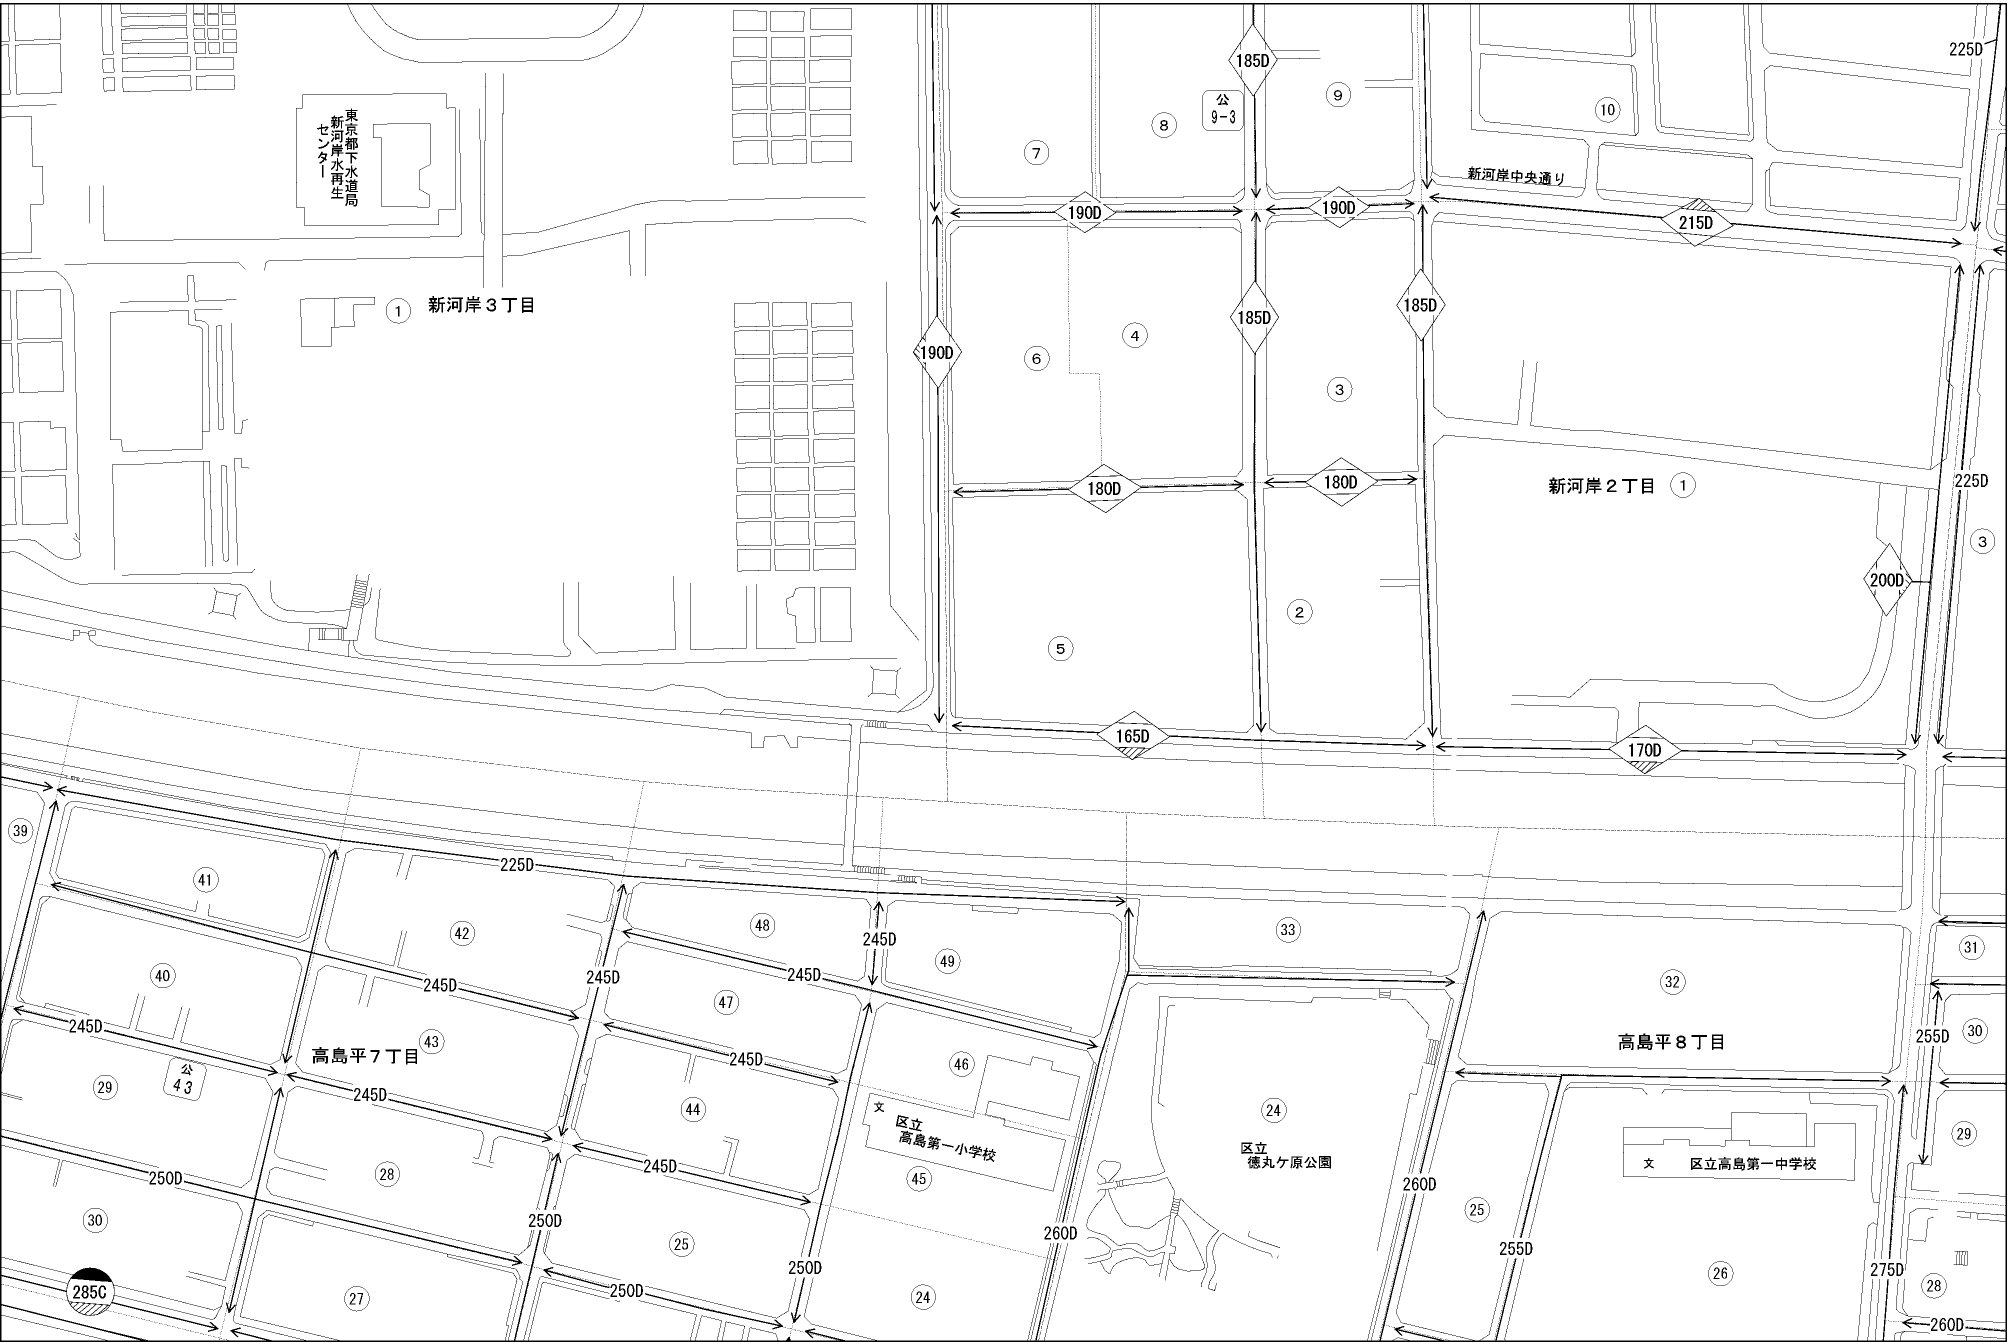 225D
185D
9
公
9-3
8
7
10
東京都下水道局
新河岸水再生
センター
新河岸中央通り
190D
190D
215D
1
新河岸3丁目
185D
185D
190D
4
6
3
225D
新河岸2丁目
1
180D
180D
3
200D
2
5
165D
170D
39
225D
41
42
48
245D
49
33
31
40
245D
245D
245D
47
32
245D
43
高島平7丁目
245D
46
高島平8丁目
255D
30
公
43
29
245D
44
文
区立
高島第一小学校
24
区立
徳丸ケ原公園
29
文
区立高島第一中学校
28
245D
45
250D
260D
30
250D
25
260D
25
255D
250D
24
250D
26
275D
28
285C
27
260D